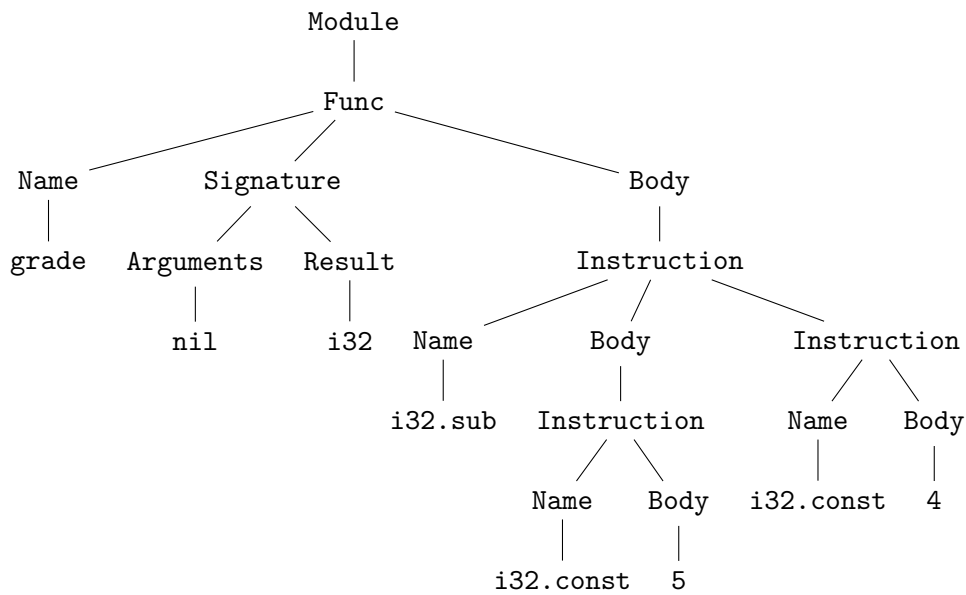 Module
Func
Name Signature Body
grade Arguments Result Instruction
nil i32 Name Body Instruction
i32.sub Instruction Name Body
Name Body i32.const 4
i32.const 5